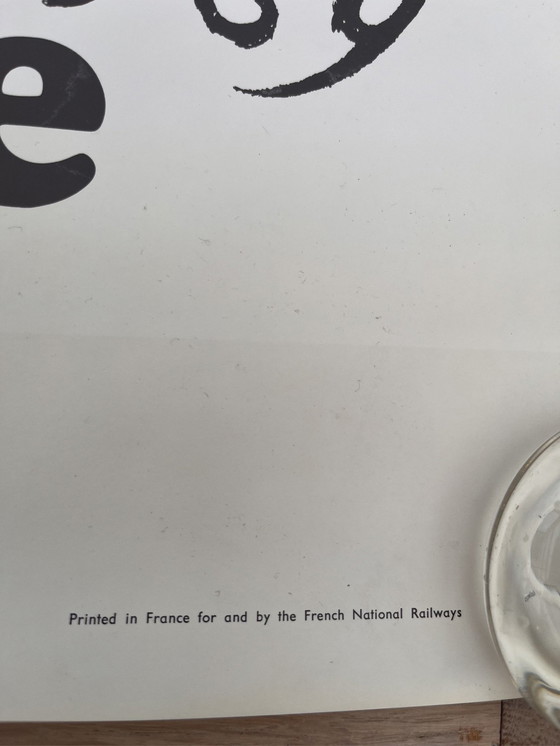 e
Printed in France for and by the French National Railways